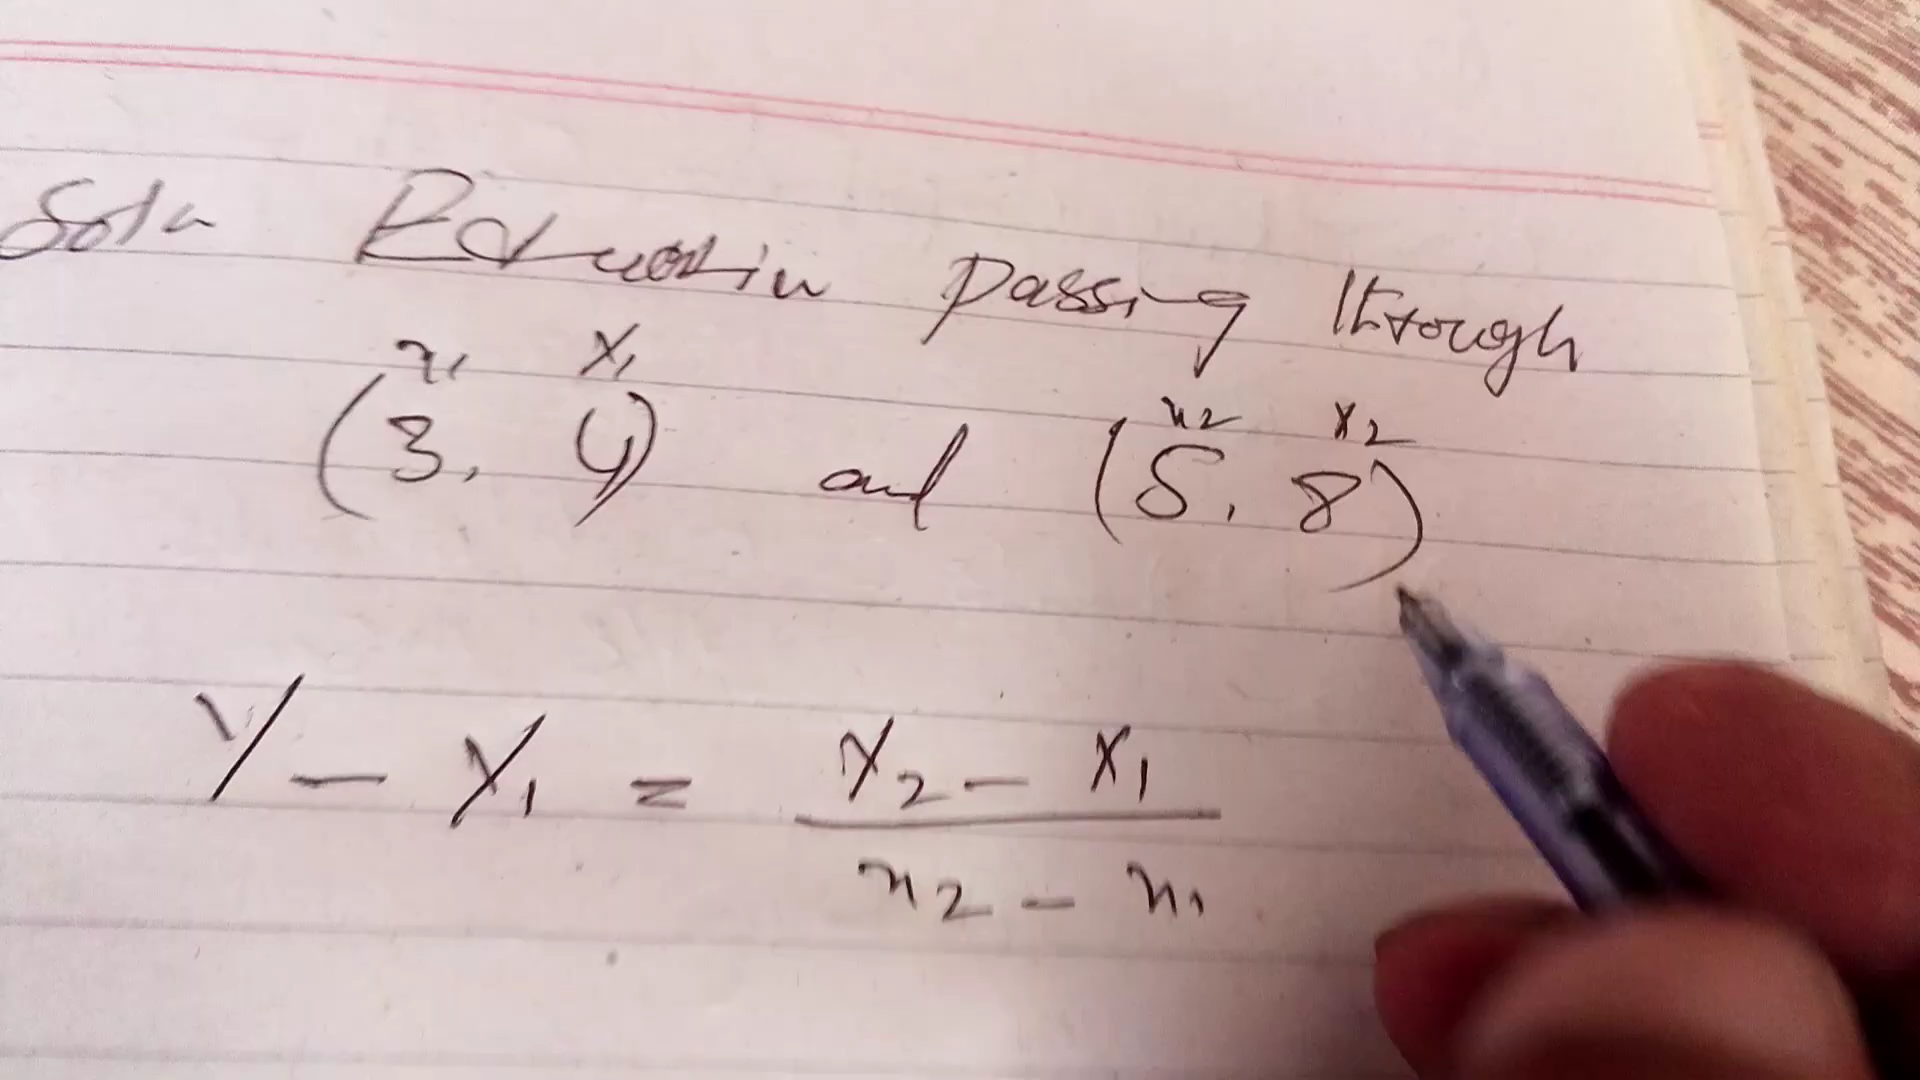 Soln Equation passing through
x₁ y₁ x₂ y₂
(3, 4) and (5, 8)
y - y₁ = y₂ - y₁
x₂ - x₁